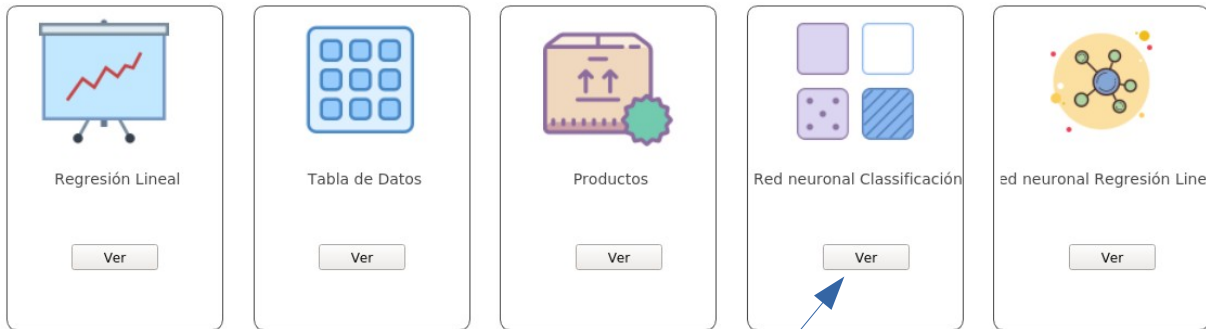 Regresión Lineal
Tabla de Datos
Productos
Red neuronal Classificación
ed neuronal Regresión Line
Ver
Ver
Ver
Ver
Ver